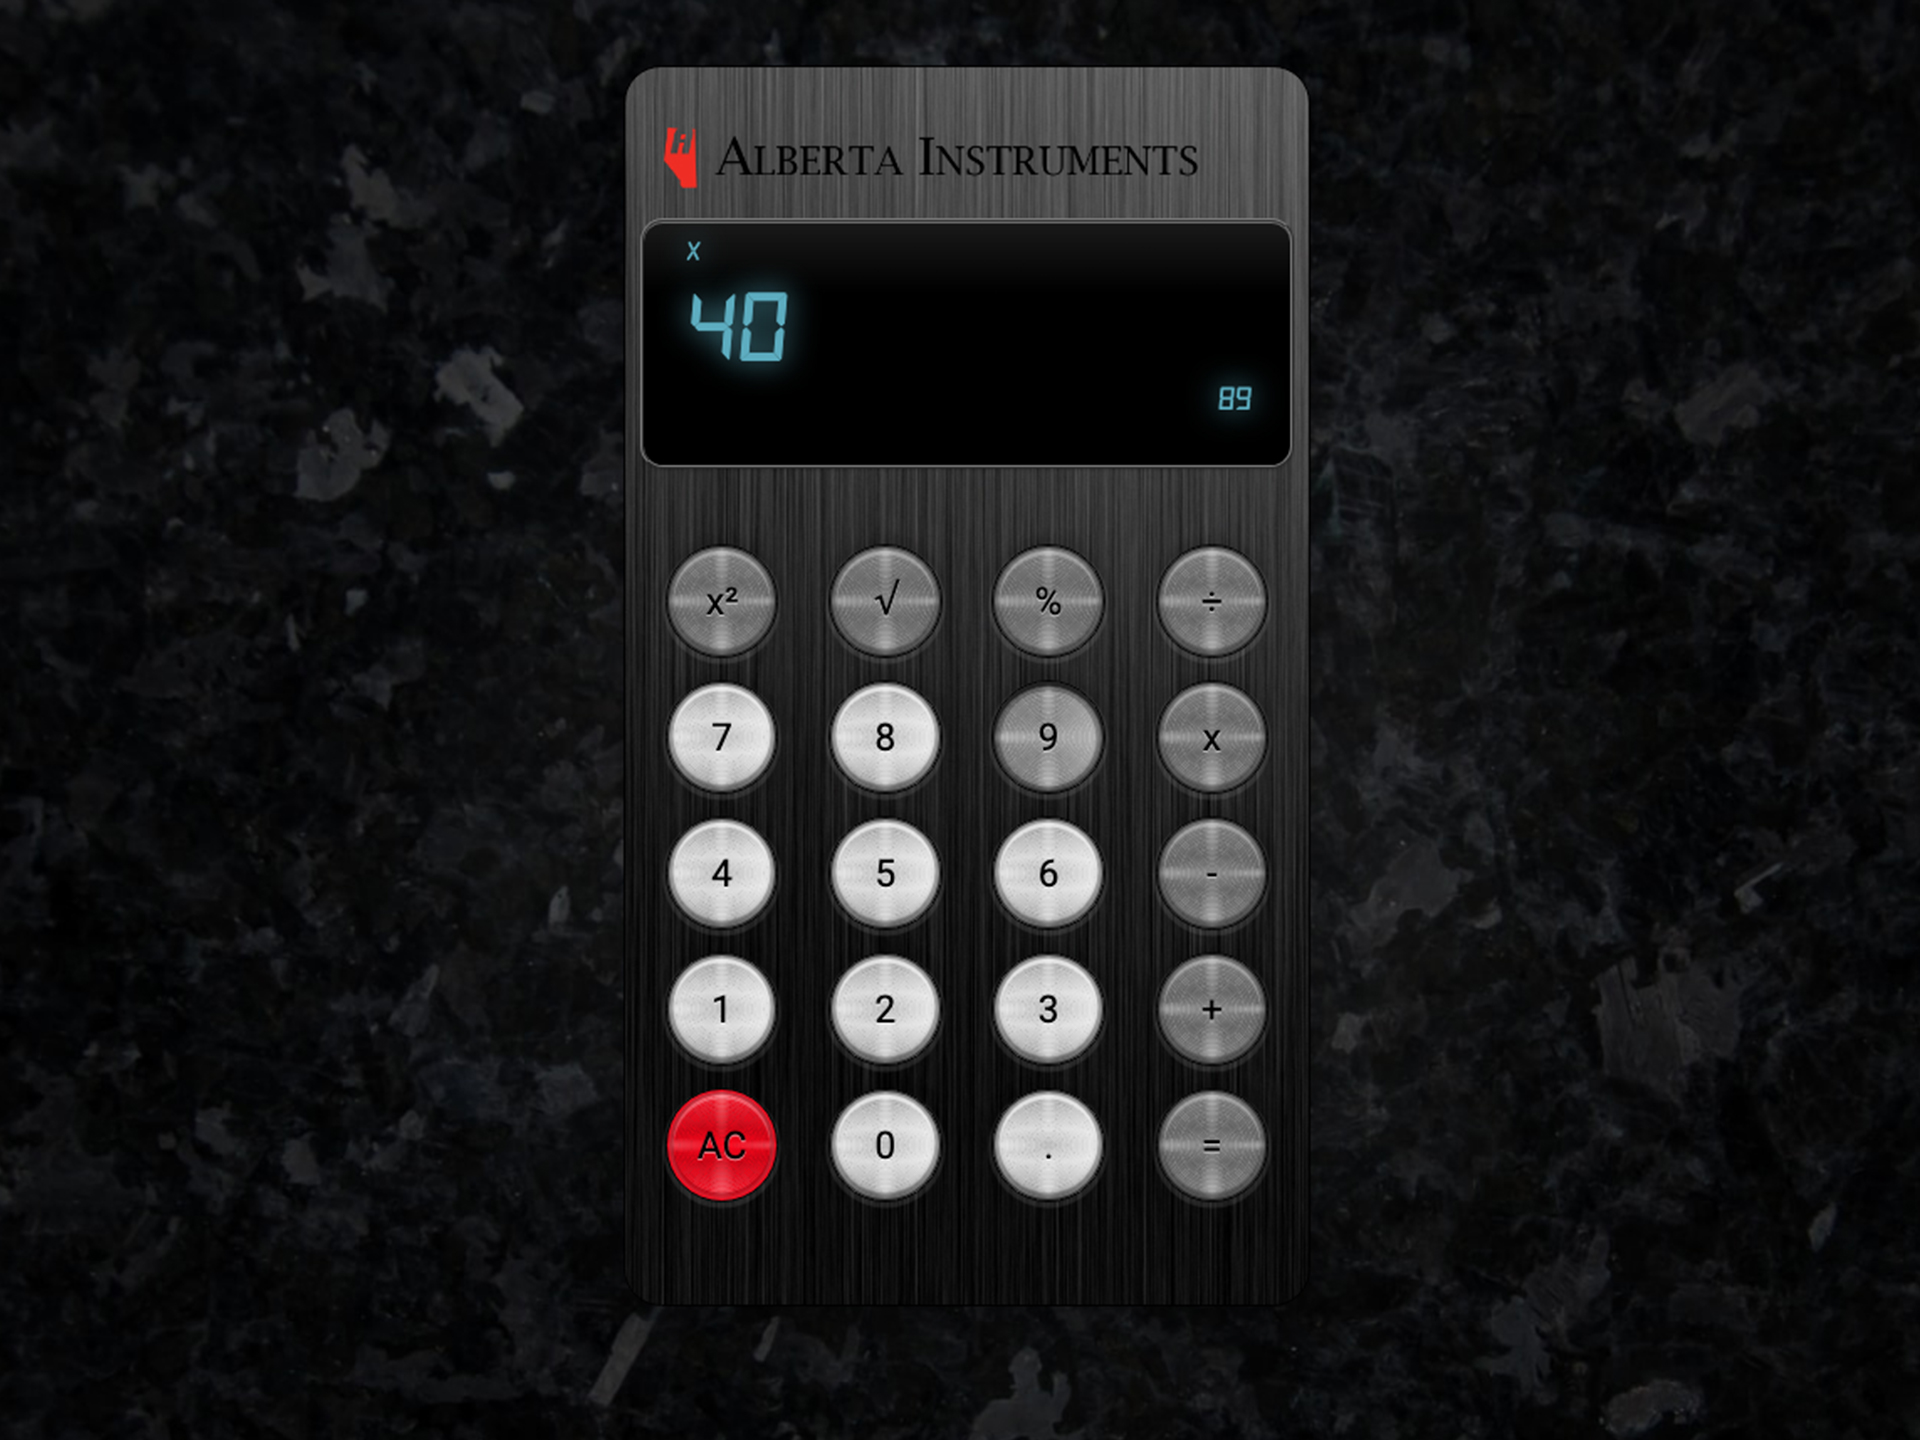 ALBERTA INSTRUMENTS
x
40
89
x² √ % ÷
7 8 9 x
4 5 6 -
1 2 3 +
AC 0 . =